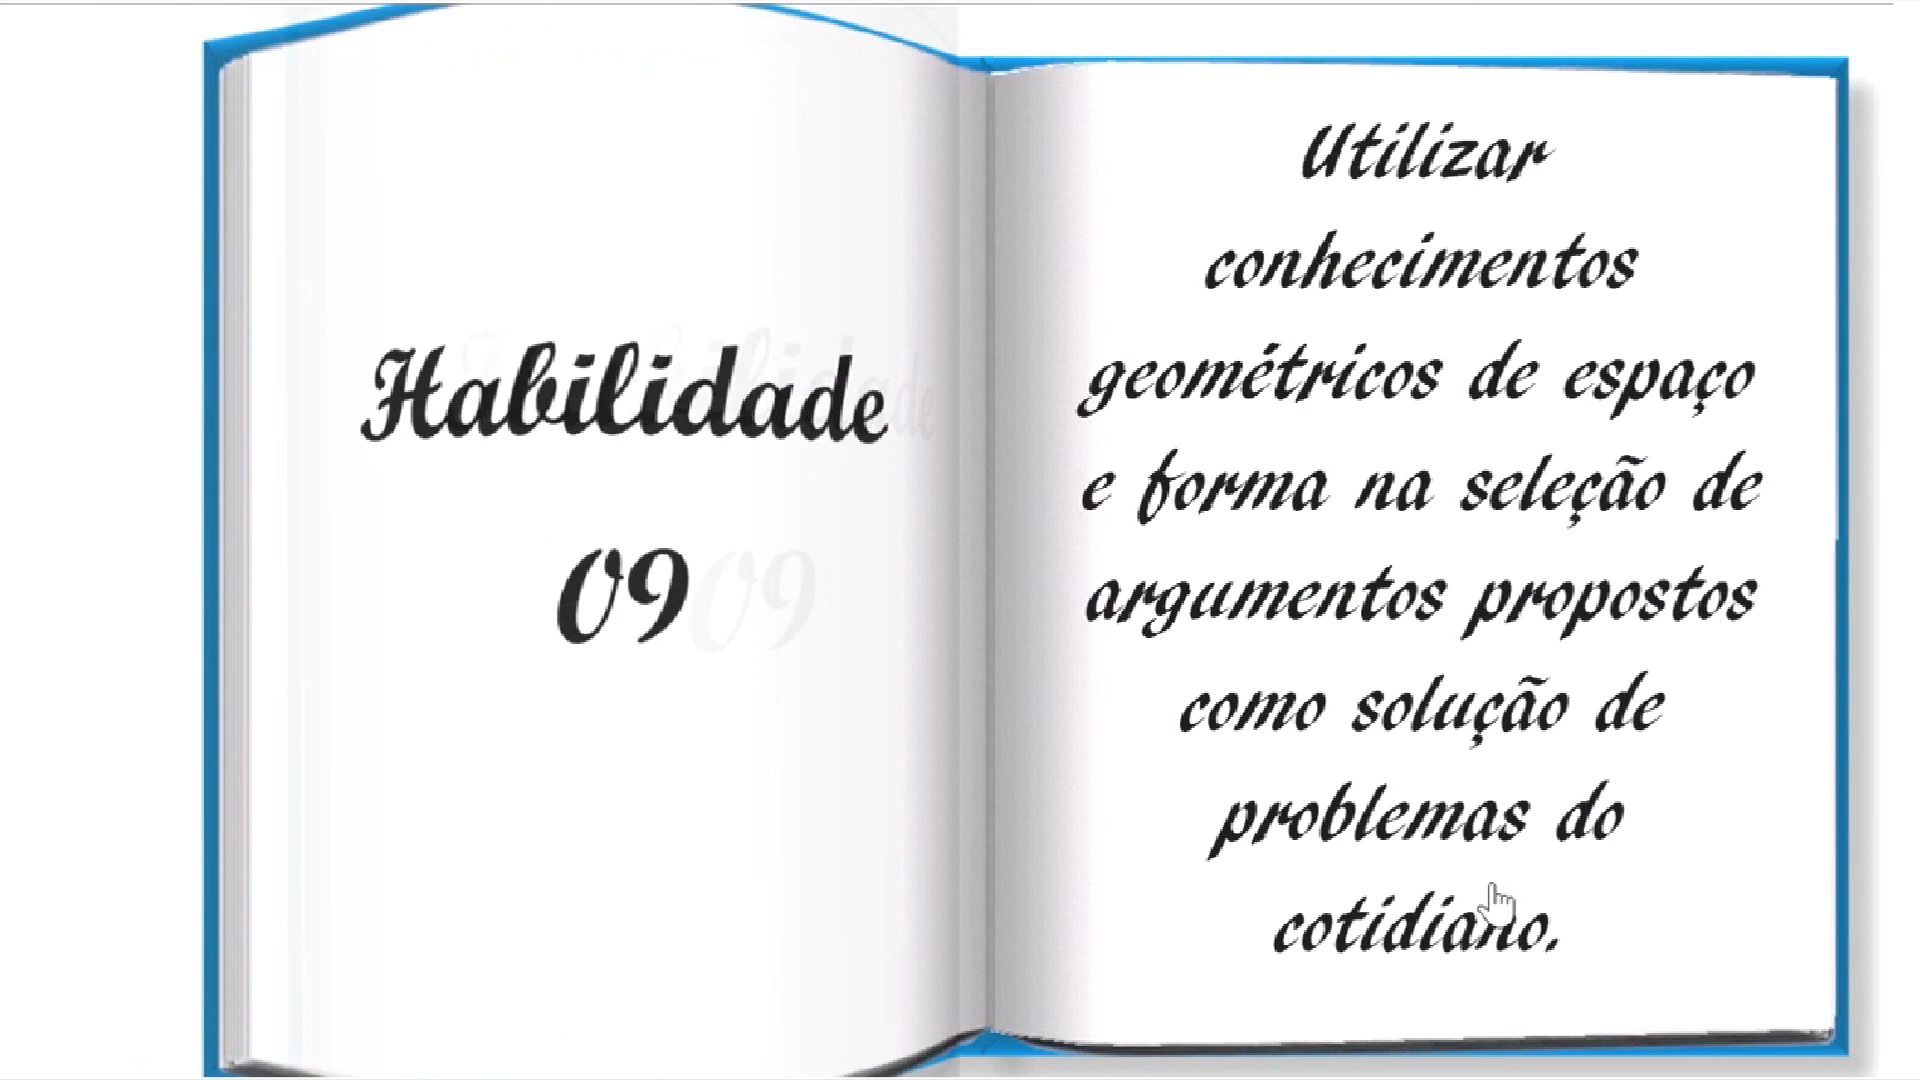 Habilidade
09
Utilizar
conhecimentos
geométricos de espaço
e forma na seleção de
argumentos propostos
como solução de
problemas do
cotidiano.